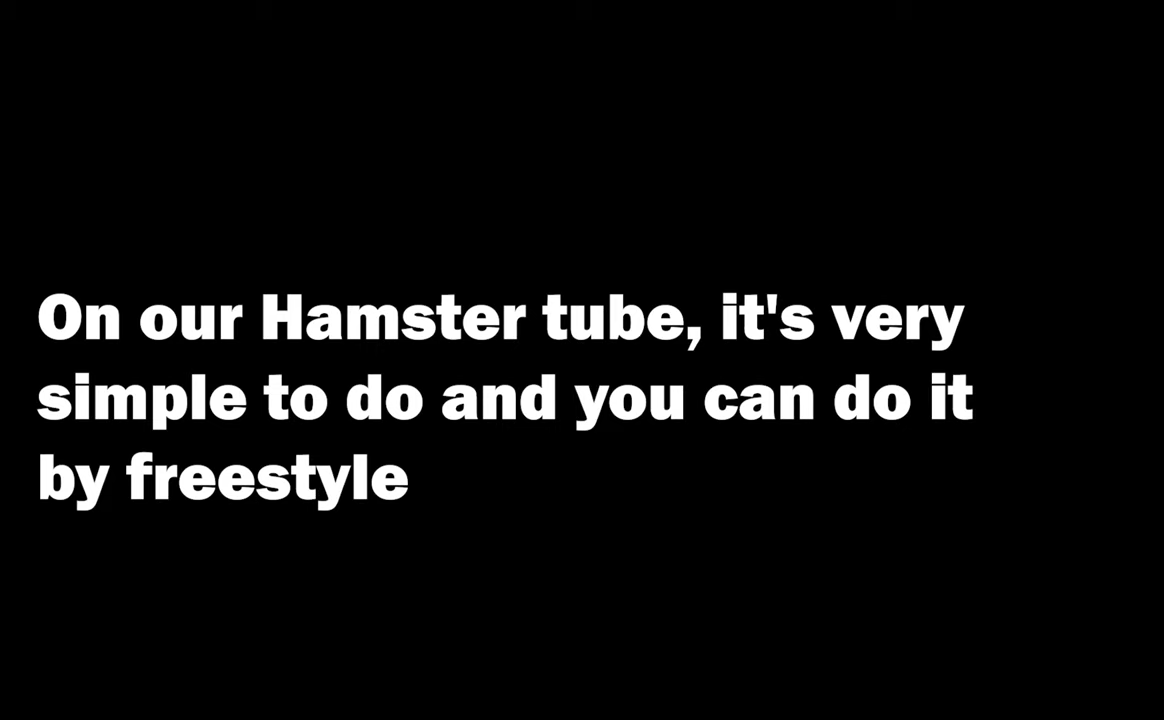 On our Hamster tube, it's very
simple to do and you can do it
by freestyle